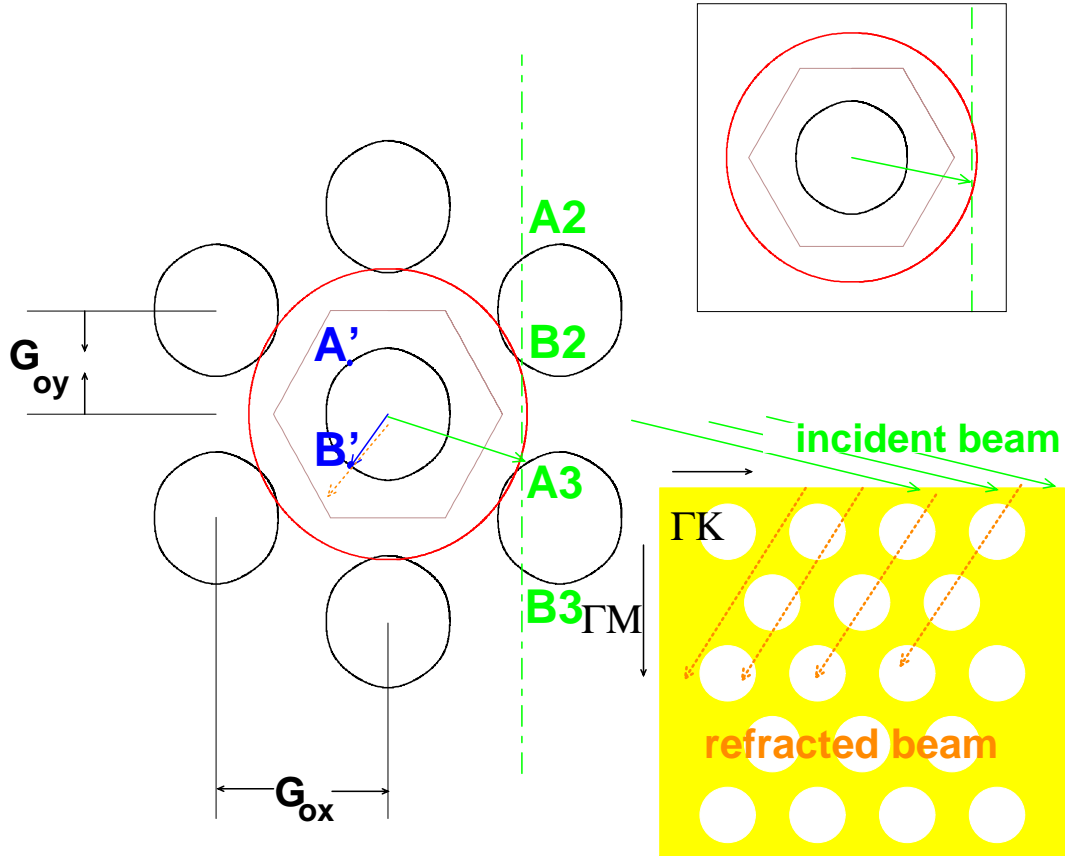 A2
B2
A'
G
oy
B'
A3
B3
G
ox
incident beam
ΓK
ΓM
refracted beam